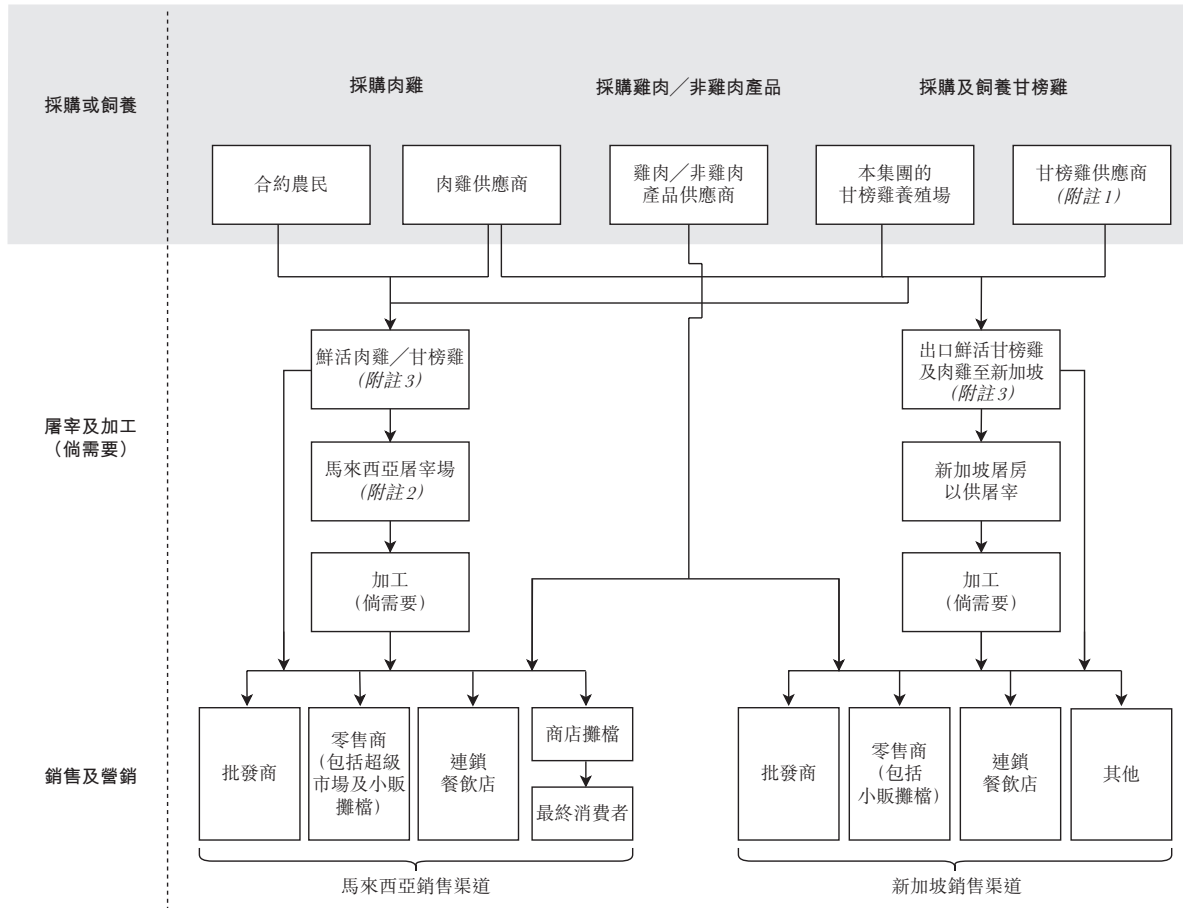 採購或飼養
採購肉雞
採購雞肉／非雞肉產品
採購及飼養甘榜雞
合約農民
肉雞供應商
雞肉／非雞肉
產品供應商
本集團的
甘榜雞養殖場
甘榜雞供應商
(附註1)
屠宰及加工
（倘需要）
鮮活肉雞／甘榜雞
(附註3)
馬來西亞屠宰場
(附註2)
加工
（倘需要）
出口鮮活甘榜雞
及肉雞至新加坡
(附註3)
新加坡屠房
以供屠宰
加工
（倘需要）
銷售及營銷
批發商
零售商
(包括超級
市場及小販
攤檔)
連鎖
餐飲店
商店攤檔
最終消費者
馬來西亞銷售渠道
批發商
零售商
(包括
小販攤檔)
連鎖
餐飲店
其他
新加坡銷售渠道